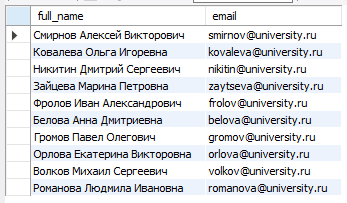 full_name email
Смирнов Алексей Викторович smirnov@university.ru
Ковалева Ольга Игоревна kovaleva@university.ru
Никитин Дмитрий Сергеевич nikitin@university.ru
Зайцева Марина Петровна zaytseva@university.ru
Фролов Иван Александрович frolov@university.ru
Белова Анна Дмитриевна belova@university.ru
Громов Павел Олегович gromov@university.ru
Орлова Екатерина Викторовна orlova@university.ru
Волков Михаил Сергеевич volkov@university.ru
Романова Людмила Ивановна romanova@university.ru